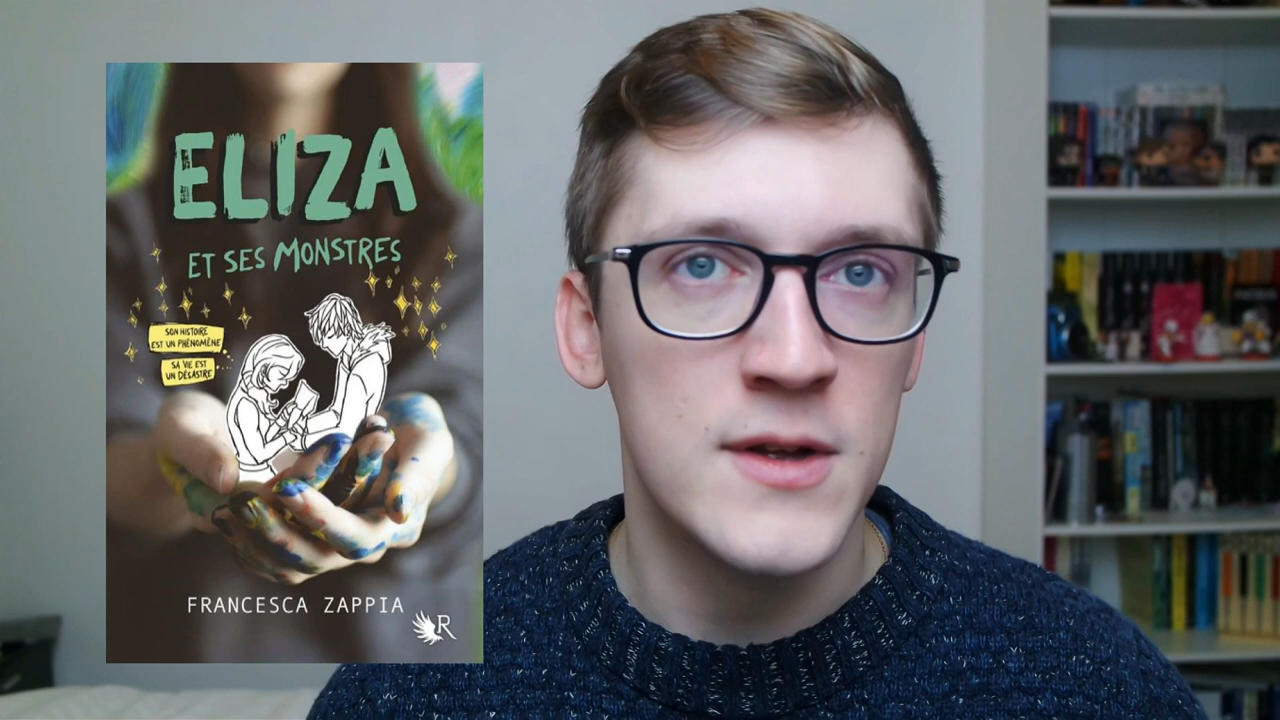 ELIZA
ET SES MONSTRES
SON HISTOIRE
EST UN PHÉNOMÈNE
SA VIE EST
UN DÉSASTRE
FRANCESCA ZAPPIA
R